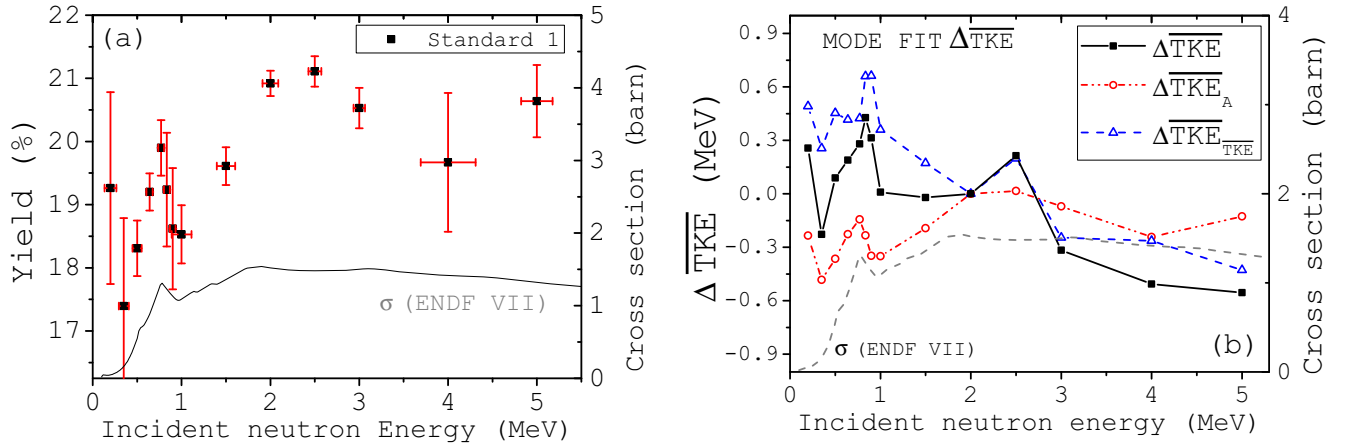 (a)
Standard 1
Yield (%)
22
21
20
19
18
17
5
4
3
2
1
0
Cross section (barn)
σ (ENDF VII)
0 1 2 3 4 5
Incident neutron Energy (MeV)
MODE FIT ΔTKE
ΔTKE
ΔTKE_A
ΔTKE_TKE
Δ TKE (MeV)
0.9
0.6
0.3
0.0
-0.3
-0.6
-0.9
4
2
0
Cross section (barn)
σ (ENDF VII)
(b)
0 1 2 3 4 5
Incident neutron energy (MeV)